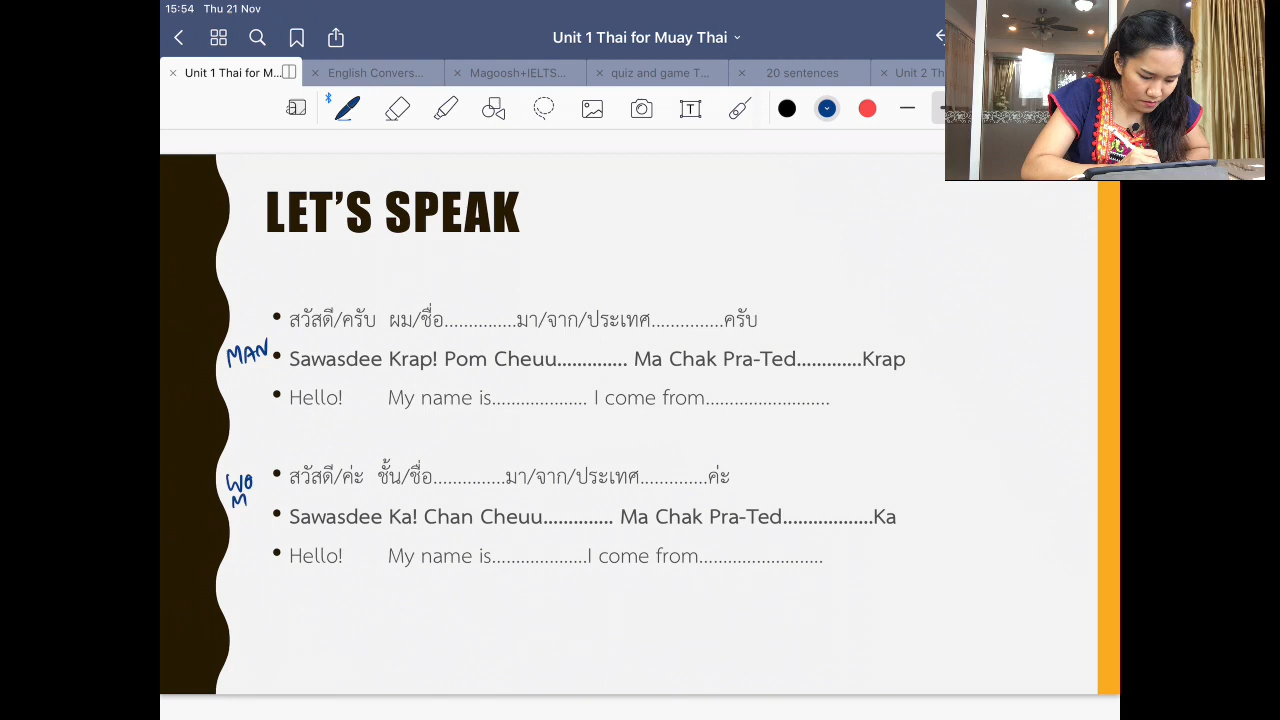 15:54 Thu 21 Nov
Unit 1 Thai for Muay Thai
Unit 1 Thai for M...
English Convers...
Magoosh+IELTS...
quiz and game T...
20 sentences
Unit 2 Th
LET'S SPEAK
• สวัสดี/ครับ ผม/ชื่อ...............มา/จาก/ประเทศ...............ครับ
MAN
• Sawasdee Krap! Pom Cheuu.............. Ma Chak Pra-Ted.............Krap
• Hello! My name is.................... I come from..........................
• สวัสดี/ค่ะ ชั้น/ชื่อ...............มา/จาก/ประเทศ..............ค่ะ
WO
M
• Sawasdee Ka! Chan Cheuu.............. Ma Chak Pra-Ted..................Ka
• Hello! My name is....................I come from..........................